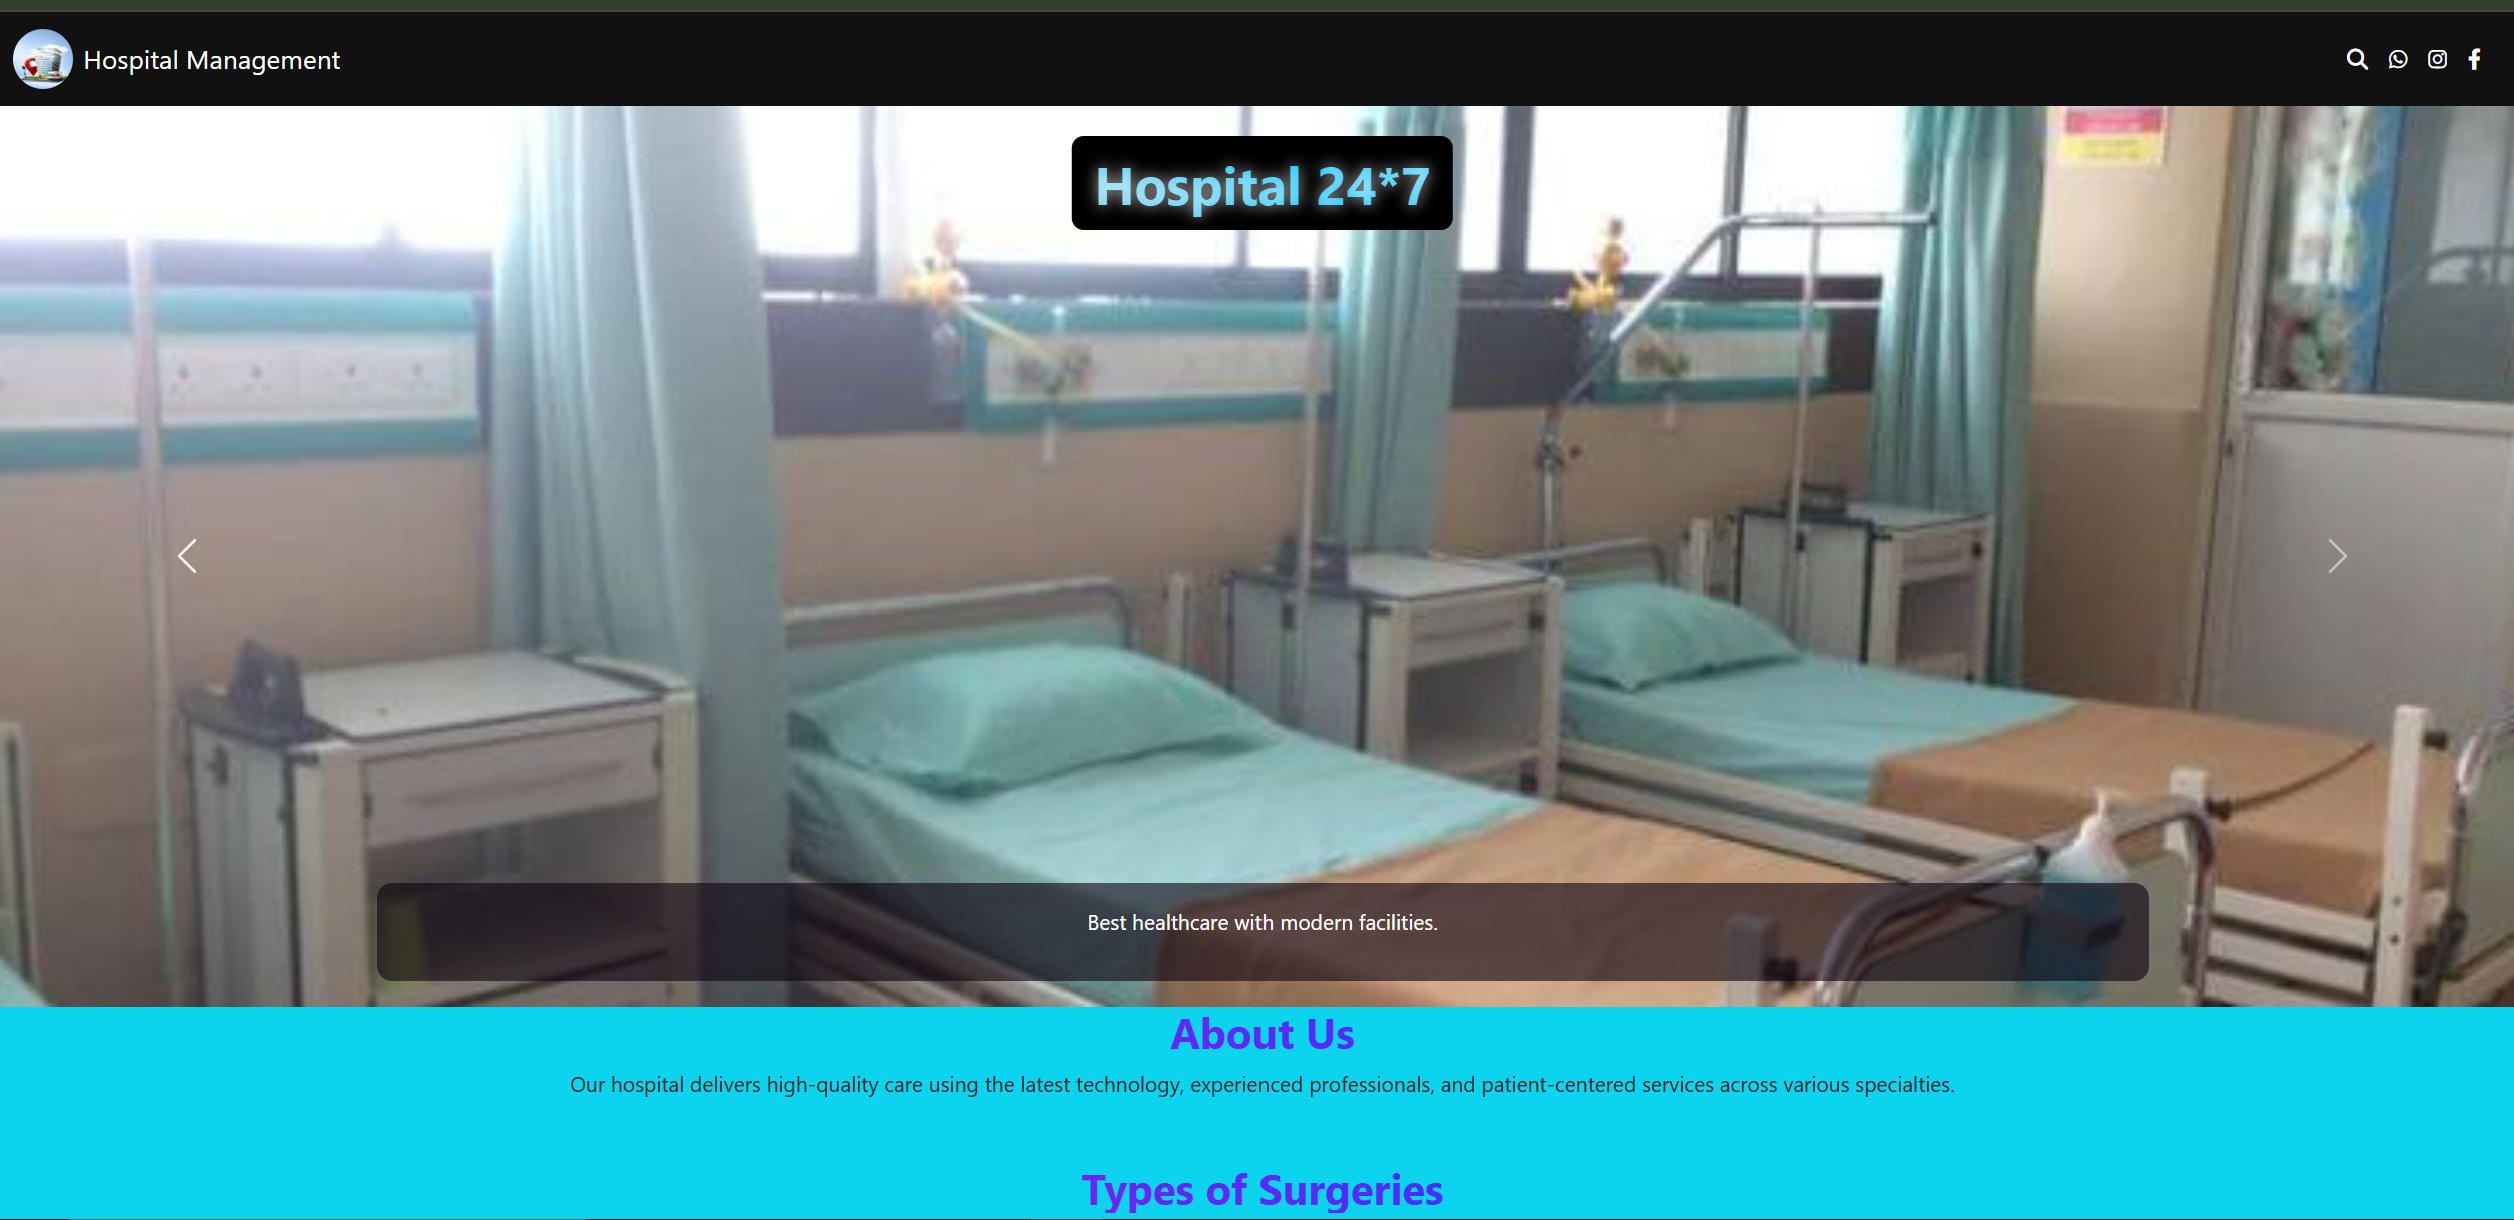 Hospital Management
Hospital 24*7
Best healthcare with modern facilities.
About Us
Our hospital delivers high-quality care using the latest technology, experienced professionals, and patient-centered services across various specialties.
Types of Surgeries